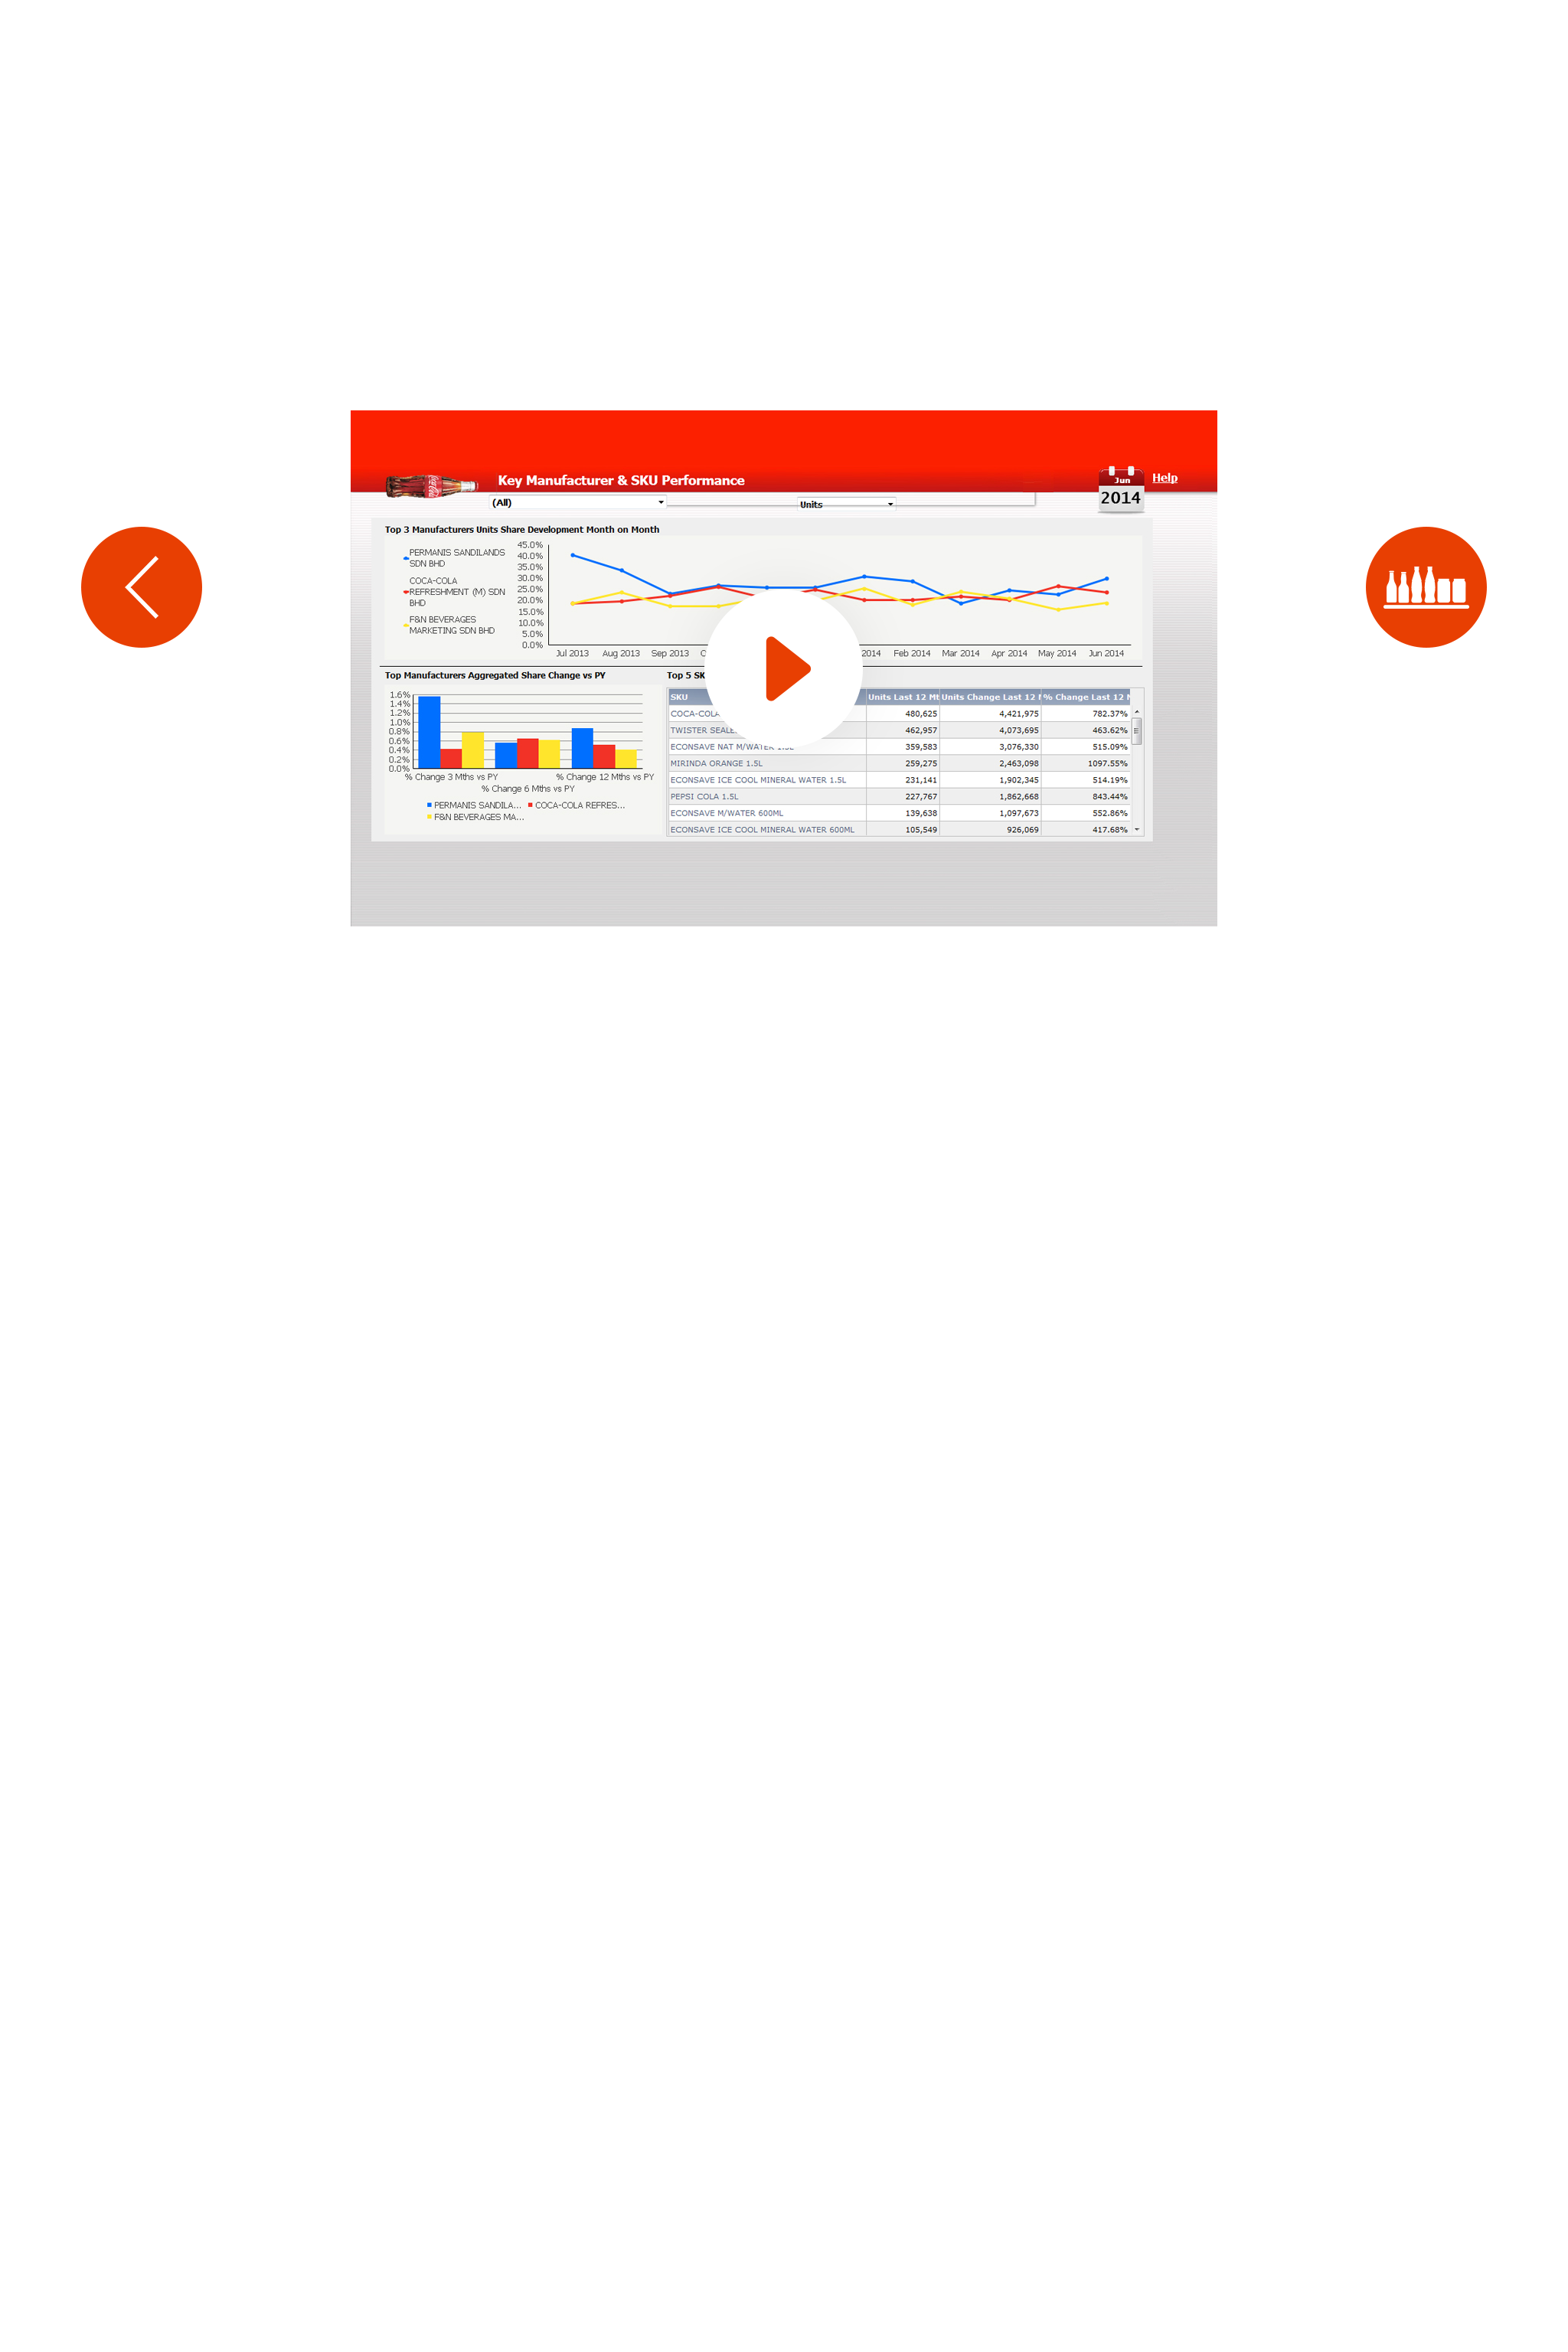 Key Manufacturer & SKU Performance
Jun
2014
Help
(All)
Units
Top 3 Manufacturers Units Share Development Month on Month
PERMANIS SANDILANDS
SDN BHD
COCA-COLA
REFRESHMENT (M) SDN
BHD
F&N BEVERAGES
MARKETING SDN BHD
45.0%
40.0%
35.0%
30.0%
25.0%
20.0%
15.0%
10.0%
5.0%
0.0%
Jul 2013 Aug 2013 Sep 2013 2014 Feb 2014 Mar 2014 Apr 2014 May 2014 Jun 2014
Top Manufacturers Aggregated Share Change vs PY
1.6%
1.4%
1.2%
1.0%
0.8%
0.6%
0.4%
0.2%
0.0%
% Change 3 Mths vs PY % Change 12 Mths vs PY
% Change 6 Mths vs PY
PERMANIS SANDILA... COCA-COLA REFRES...
F&N BEVERAGES MA...
Top 5
SKU Units Last 12 Units Change Last 12 % Change Last 12
COCA-COLA 480,625 4,421,975 782.37%
TWISTER 462,957 4,073,695 463.62%
ECONSAVE NAT M/WATER 359,583 3,076,330 515.09%
MIRINDA ORANGE 1.5L 259,275 2,463,098 1097.55%
ECONSAVE ICE COOL MINERAL WATER 1.5L 231,141 1,902,345 514.19%
PEPSI COLA 1.5L 227,767 1,862,668 843.44%
ECONSAVE M/WATER 600ML 139,638 1,097,673 552.86%
ECONSAVE ICE COOL MINERAL WATER 600ML 105,549 926,069 417.68%